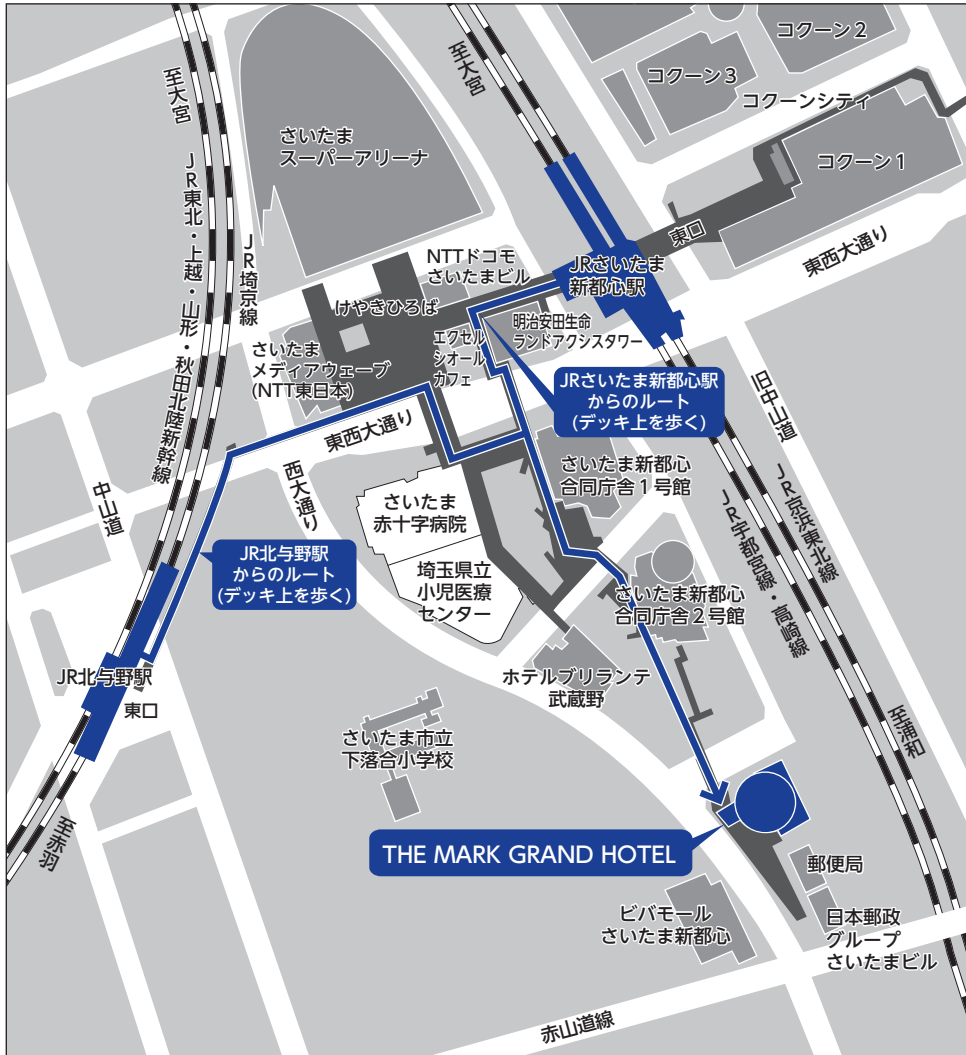 コクーン2
コクーン3
コクーンシティ
コクーン1
至大宮
至大宮
さいたま
スーパーアリーナ
JR東北・上越・山形・秋田北陸新幹線
JR埼京線
東口
東西大通り
NTTドコモ
さいたまビル
JRさいたま
新都心駅
けやきひろば
明治安田生命
ランドアクシスタワー
エクセル
シオール
カフェ
さいたま
メディアウェーブ
(NTT東日本)
JRさいたま新都心駅
からのルート
(デッキ上を歩く)
旧中山道
東西大通り
西大通り
中山道
さいたま新都心
合同庁舎1号館
さいたま
赤十字病院
JR京浜東北線
JR宇都宮線・高崎線
JR北与野駅
からのルート
(デッキ上を歩く)
埼玉県立
小児医療
センター
さいたま新都心
合同庁舎2号館
JR北与野駅
東口
ホテルブリランテ
武蔵野
至浦和
さいたま市立
下落合小学校
至赤羽
THE MARK GRAND HOTEL
郵便局
ビバモール
さいたま新都心
日本郵政
グループ
さいたまビル
赤山道線